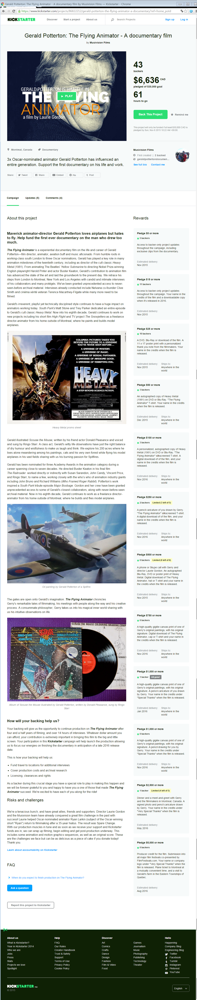 Gerald Potterton: The Flying Animator - A documentary film by Musivision Films — Kickstarter - Chrome
https://www.kickstarter.com/projects/86822212/gerald-potterton-the-flying-animator-a-documentary?ref=home_potd
KICKSTARTER
Discover
Start a project
About us
Search Projects
Sign up
Log in
Gerald Potterton: The Flying Animator - A documentary film
by Musivision Films
GERALD POTTERTON IS HIMSELF IN
THE FLYING
PLAY
ANIMATOR
a film by Laurie Gordon
43
backers
$6,636 CAD
pledged of $30,000 goal
61
hours to go
Back This Project
Remind me
This project will only be funded if at least $30,000 CAD is
pledged by Sun, Nov 8 2015 10:22 AM +09:00.
Montreal, Canada
Documentary
3x Oscar-nominated animator Gerald Potterton has influenced an
entire generation. Support the first documentary on his life and work.
Share:
Tweet
Share
Embed
Pin
Post
Musivision Films
First created | 2 backed
geraldpottertondocumen...
See full bio
Contact me
Campaign
Updates (5)
Comments (4)
About this project
Maverick animator-director Gerald Potterton loves airplanes but hates
to fly. Help fund the first ever documentary on the man who drew too
much.
The Flying Animator is a experiential documentary film on the life and career of Gerald
Potterton—film director, animator, aviation buff and music aficionado. From humble roots in
working-class south London to three Oscar nominations, Gerald has played a key role in many
animation milestones of the twentieth century, including as director of the cult classic Heavy
Metal (1981). From animating The Beatles' Yellow Submarine to directing Nobel Prize-winning
English playwright Harold Pinter and actor Buster Keaton, Gerald's contribution to animation film
has advanced the state of the art and laid the groundwork to the present day. We retrace his
steps from London to Montreal, New York and Los Angeles with candid and intimate interviews
of his collaborators and many protégés. We've been granted unprecedented access to never-
seen-before archival material. Interviews already conducted include Nelvana co-founder Clive
Smith and cinéma vérité veteran Terence Macartney-Filgate while many more need to be
filmed.
Gerald's irreverent, playful yet technically disciplined style continues to have a huge impact on
animators working today. South Park's Matt Stone and Trey Parker dedicated an entire episode
to Gerald's cult classic Heavy Metal. Now into his eighth decade, Gerald continues to work on
new projects including his short film High Flight and TV project The Snowjetters as a freelance
director-animator from his home outside of Montreal, where he paints and builds model
airplanes.
COLUMBIA PICTURES TAKES YOU
BEYOND THE FUTURE TO A UNIVERSE
YOU'VE NEVER SEEN BEFORE...
A UNIVERSE OF MYSTERY.
A UNIVERSE OF MAGIC.
A UNIVERSE OF SEXUAL FANTASIES.
A UNIVERSE OF AWESOME GOOD.
A UNIVERSE OF TERRIFYING EVIL.
HEAVY
METAL
A STEP BEYOND SCIENCE FICTION.
Heavy Metal promo sheet
Gerald illustrated Scouse the Mouse, written by his friend actor Donald Pleasance and voiced
and sung by Ringo Starr. A class act, Gerald's witty life observations have just the right balance
of dry humour and wistfulness to make us laugh and think. We explore his 200 acres where he
lives alone meandering among his paintings, cats and his very own forest while flying his model
airplanes in his vast fields sharing with us his burning passion for Spitfires.
Gerald has been nominated for three Academy Awards in the animation category during a
career spanning close to seven decades. He directed Buster Keaton in his final film
The Railroader worked directly or indirectly with Susan Sarandon, John Candy, Vincent Price,
and Ringo Starr, to name a few, working closely with the who's who of animation industry giants
including John Bruno and Richard Williams (Who Framed Roger Rabbit). Potterton's work
inspired a South Park tribute episode Major Boobage. Gordon and her crew have been granted
unprecedented access to some of Gerald's closest collaborators, along with never-before-seen
archival material. Now in his eighth decade, Gerald continues to work as a freelance director-
animator from his home outside of Montreal, where he builds and flies model airplanes.
Oil painting by Gerald Potterton of a Spitfire.
The gates are open onto Gerald's imagination. The Flying Animator chronicles
Gerry's remarkable tales of filmmaking, his meetings with people along the way and his creative
process. A consummate philosopher, Gerry takes us into his magical inner world sharing with
us his intuitive observations on life.
SCOUSE THE MOUSE COLOURING/DRAWING COMP
SCOUSE
THE
MOUSE
RINGO STARR
ADAM FAITH
DONALD PLEASENCE
BARBARA DICKSON
Album of Scouse the Mouse illustrated by Gerald Potterton, written by Donald Pleasance, sung by Ringo
Starr
How will your backing help us?
Your backing will give us the opportunity to continue production on The Flying Animator after
four and a half years of filming, and over 14 hours of interviews. Whatever dollar amount you
can afford, your contribution is extremely important in bringing this film to the big and little
screen. Your participation in this Kickstarter campaign will help launch the production allowing
us to focus our energies on finishing the documentary in anticipation of a late 2016 release
date.
This is how your backing will help us:
• Fund travel to locations for additional interviews
• Cover production costs and archival research
• Licensing, clearances and rights
As a backer during this crucial stage you have a special role to play in making this happen and
we will be forever grateful to you and happy to have you a one of those that made The Flying
Animator succeed. We're excited to have each of you along for the ride!
Risks and challenges
We're a tenacious bunch, and have great allies, friends and supporters. Director Laurie Gordon
and the Musivision team have already conquered a great film challenge in the past with
success! Laurie helped Oscar-nominated animator Ryan Larkin (subject of the Oscar-winning
short "Ryan") return to filmmaking after a 35-year hiatus. The result was Spare Change.
With our production muscles in tune and as soon as we receive your support and Kickstarter
funds are in, we can wrap up filming, begin editing and get post-production underway. This
includes some animation and motion graphics sequences, as well as an original score. These
are the challenges we face but can be as delicious as a piece of cake if you donate today!
Thank you.
Learn about accountability on Kickstarter
FAQ
When do you expect to finish production on The Flying Animator?
Ask a question
Report this project to Kickstarter
Rewards
Pledge $5 or more
5 backers
Access to backer-only project updates
throughout the campaign, including
exclusive clips from the documentary.
Estimated delivery:
Nov 2015
Pledge $15 or more
11 backers
Access to backer-only project updates
throughout the campaign. Your name in the
credits of the film and a downloadable copy
when it's released in 2016.
Estimated delivery:
Nov 2015
Pledge $25 or more
10 backers
A DVD, Blu-Ray or download of the film. A
11 x 17 poster print with a personalized
thank you note from the filmmakers. Your
name in the credits when the film is
released.
Estimated delivery: Ships to:
Nov 2015 Anywhere in the
world
Pledge $50 or more
3 backers
An autographed copy of Heavy Metal
(1981) on DVD or Blu-Ray. "The Flying
Animator" T-shirt. Your name in the credits
when the film is released.
Estimated delivery: Ships to:
Dec 2015 Anywhere in the
world
Pledge $100 or more
3 backers
A personalized, autographed copy of Heavy
Metal (1981) on DVD or Blu-Ray. "The
Flying Animator" silkscreened T-shirt. A
digital download of of the film, and your
name in the credits when the film is
released.
Estimated delivery: Ships to:
Nov 2016 Anywhere in the
world
Pledge $250 or more
2 backers Limited (3 left of 5)
A pencil caricature of you drawn by Gerry.
"The Flying Animator" silkscreened T-shirt.
A digital download of of the film, and your
name in the credits when the film is
released.
Estimated delivery: Ships to:
Nov 2016 Anywhere in the
world
Pledge $500 or more
0 backers Limited (8 left of 8)
A phone or Skype call with Gerry and
director Laurie Gordon. An autographed
Blu-Ray, DVD or poster print of Heavy
Metal. Digital download of The Flying
Animator, hat or T-shirt and your name in
the credits when the film is released.
Estimated delivery: Ships to:
Nov 2015 Anywhere in the
world
Pledge $750 or more
0 backers
A high-quality giglée canvas print of one of
Gerry's original paintings, with his original
signature. Digital download of The Flying
Animator, cap or T-shirt and your name in
the credits when the film is released.
Estimated delivery: Ships to:
Nov 2016 Anywhere in the
world
Pledge $1,000 or more
1 backer All gone!
A high-quality giglée canvas print of one of
Gerry's original paintings, with his original
signature. A pencil caricature of you drawn
by Gerry. Your name in the credits under
"Special Thanks" when the film is released.
Estimated delivery: Ships to:
Jan 2016 Anywhere in the
world
Pledge $1,000 or more
0 backers
A high-quality giglée canvas print of one of
Gerry's original paintings, with his original
signature. A pencil drawing for you by
Gerry. Your name in the credits under
"Special Thanks" when the film is released.
Estimated delivery: Ships to:
Nov 2016 Anywhere in the
world
Pledge $2,500 or more
1 backer Limited (4 left of 5)
Dinner and a meet-and-greet with Gerry
and the filmmakers in Montreal, Canada. A
signed photo and pencil caricature drawn
by Gerry. Your name in the credits under
"Very Special Thanks" when the film is
released.
Estimated delivery:
May 2016
Pledge $5,000 or more
0 backers
Producer credit for the film. Submission into
all major film festivals co-presented by
FilmFestivals.com. Your name or company
logo under "Very Special Thanks" when the
film is released. Plane ticket to Montreal at
a mutually convenient time, and a visit to
Gerald's farm in the Eastern Townships of
Quebec.
Estimated delivery:
Aug 2016
About us
What is Kickstarter?
Year in Kickstarter 2014
Who we are
Jobs
Press
Stats
Projects we love
Spotlight
Help
FAQ
Our Rules
Creator Handbook
Trust & Safety
Support
Terms of Use
Privacy Policy
Cookie Policy
Discover
Art
Comics
Crafts
Dance
Design
Fashion
Film & Video
Food
Games
Journalism
Music
Photography
Publishing
Technology
Theater
Hello
Happening
Company Blog
Engineering Blog
Twitter
Facebook
Tumblr
Instagram
Pinterest
YouTube
KICKSTARTER PBC
© 2015
English